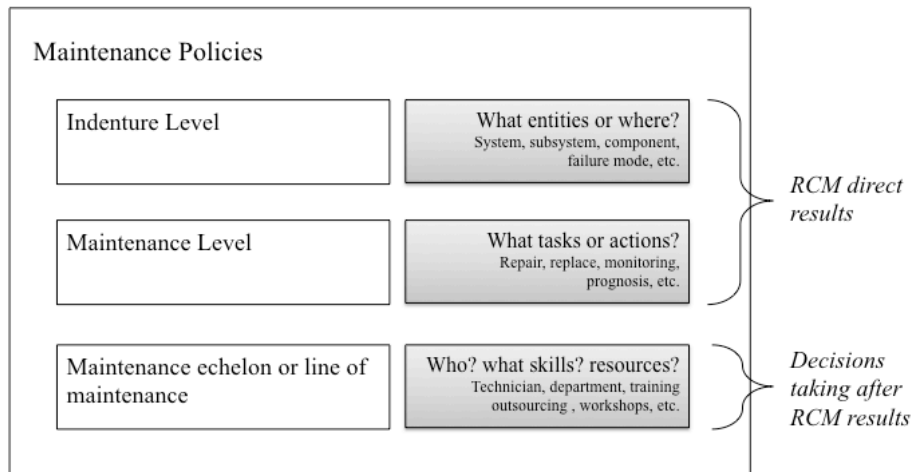 Maintenance Policies
Indenture Level
What entities or where?
System, subsystem, component,
failure mode, etc.
RCM direct
results
Maintenance Level
What tasks or actions?
Repair, replace, monitoring,
prognosis, etc.
Maintenance echelon or line of
maintenance
Who? what skills? resources?
Technician, department, training
outsourcing , workshops, etc.
Decisions
taking after
RCM results